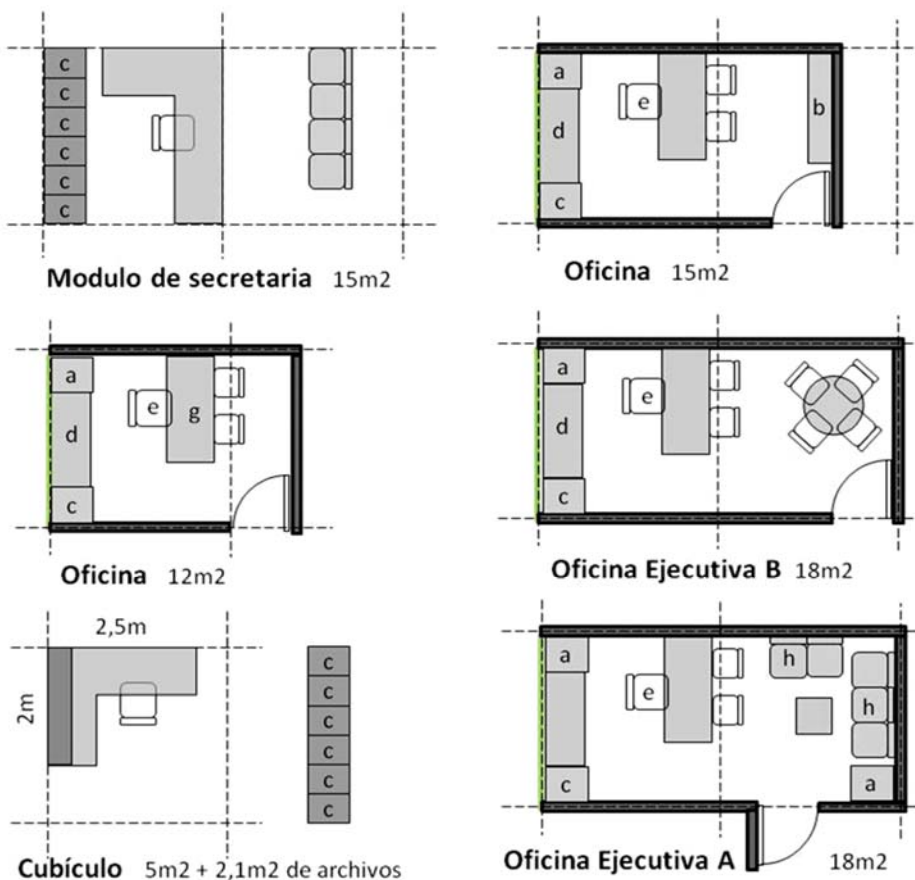 c
c
c
c
c
c
Modulo de secretaria 15m2
a
d
c
e
b
Oficina 15m2
a
d
c
e
g
Oficina 12m2
a
d
c
e
Oficina Ejecutiva B 18m2
2,5m
2m
c
c
c
c
c
c
Cubículo 5m2 + 2,1m2 de archivos
a
c
e
h
h
a
Oficina Ejecutiva A 18m2